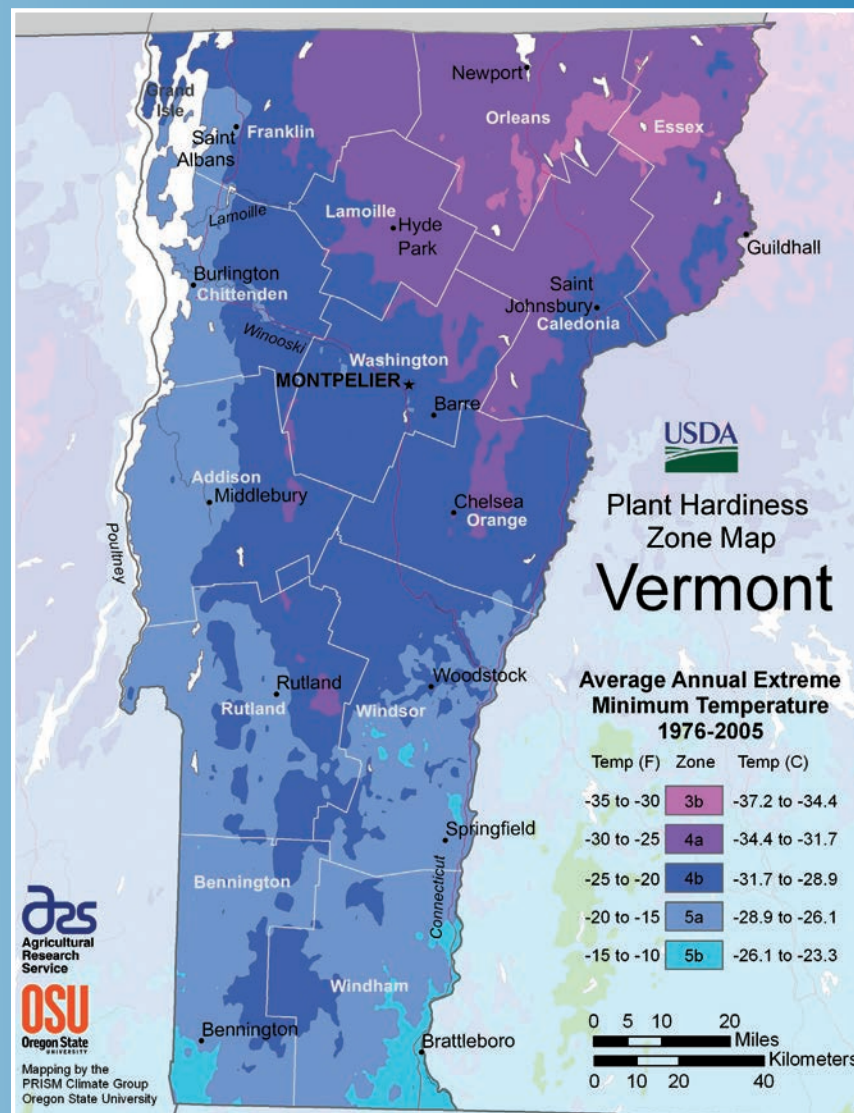 Newport
Grand
Isle
Orleans
Essex
Saint
Albans
Franklin
Lamoille
Lamoille
Hyde
Park
Guildhall
Burlington
Chittenden
Saint
Johnsbury
Caledonia
Winooski
Washington
MONTPELIER
Barre
Addison
Middlebury
Chelsea
Orange
Poultney
USDA
Plant Hardiness
Zone Map
Vermont
Woodstock
Rutland
Rutland
Windsor
Average Annual Extreme
Minimum Temperature
1976-2005
Temp (F) Zone Temp (C)
-35 to -30 3b -37.2 to -34.4
-30 to -25 4a -34.4 to -31.7
-25 to -20 4b -31.7 to -28.9
-20 to -15 5a -28.9 to -26.1
-15 to -10 5b -26.1 to -23.3
Springfield
Connecticut
Bennington
Windham
Bennington
Brattleboro
ars
Agricultural
Research
Service
OSU
Oregon State
UNIVERSITY
Mapping by the
PRISM Climate Group
Oregon State University
0 5 10 20
Miles
Kilometers
0 10 20 40